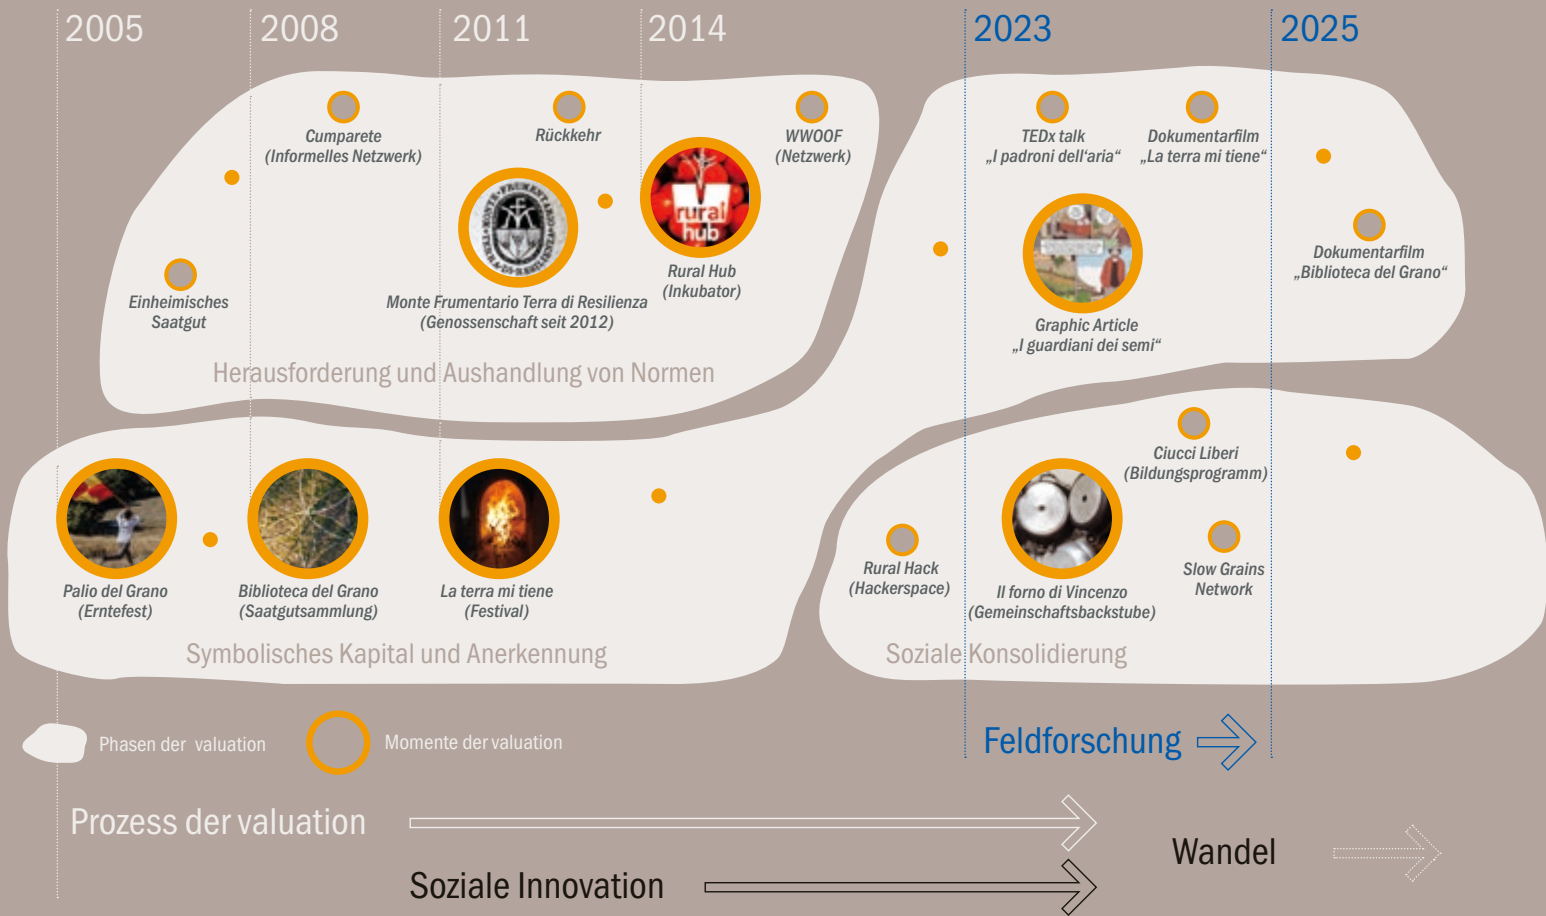 2005
2008
2011
2014
2023
2025
Cumparete
(Informelles Netzwerk)
Rückkehr
WWOOF
(Netzwerk)
Einheimisches
Saatgut
MONTE FRUMENTARIO
TERRA DI RESILIENZA
Monte Frumentario Terra di Resilienza
(Genossenschaft seit 2012)
rural
hub
Rural Hub
(Inkubator)
Herausforderung und Aushandlung von Normen
TEDx talk
„I padroni dell‘aria“
Dokumentarfilm
„La terra mi tiene“
Graphic Article
„I guardiani dei semi“
Dokumentarfilm
„Biblioteca del Grano“
Palio del Grano
(Erntefest)
Biblioteca del Grano
(Saatgutsammlung)
La terra mi tiene
(Festival)
Symbolisches Kapital und Anerkennung
Ciucci Liberi
(Bildungsprogramm)
Rural Hack
(Hackerspace)
Il forno di Vincenzo
(Gemeinschaftsbackstube)
Slow Grains
Network
Soziale Konsolidierung
Phasen der valuation
Momente der valuation
Feldforschung
Prozess der valuation
Wandel
Soziale Innovation